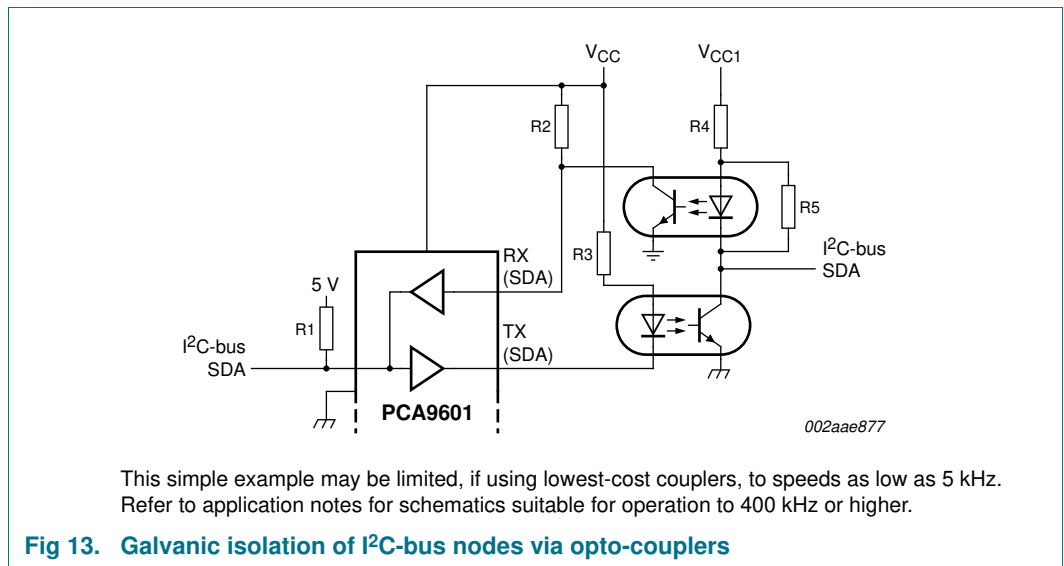 VCC
VCC1
R2
R4
R5
R3
I2C-bus
SDA
RX
(SDA)
5 V
R1
TX
(SDA)
I2C-bus
SDA
PCA9601
002aae877
This simple example may be limited, if using lowest-cost couplers, to speeds as low as 5 kHz.
Refer to application notes for schematics suitable for operation to 400 kHz or higher.
Fig 13. Galvanic isolation of I2C-bus nodes via opto-couplers